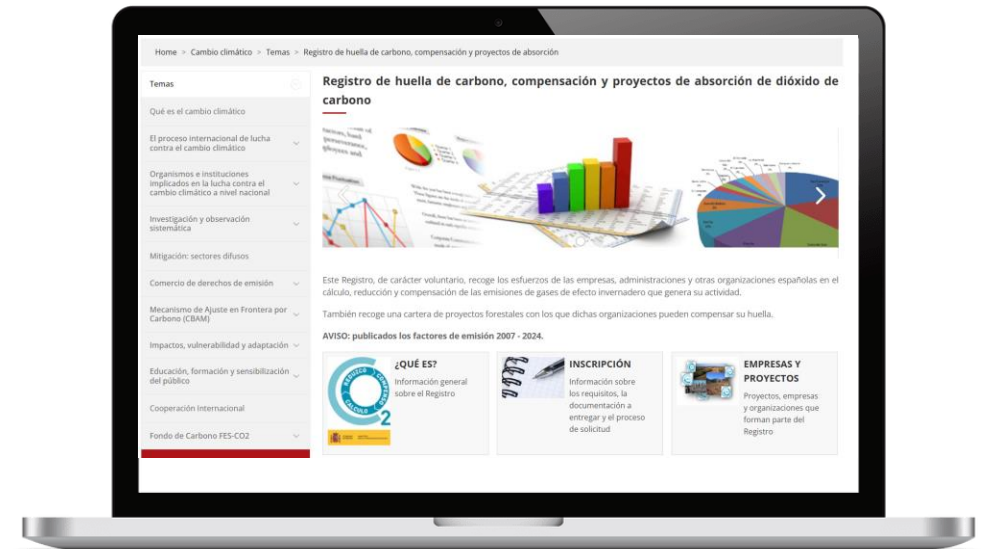 Home > Cambio climático > Temas > Registro de huella de carbono, compensación y proyectos de absorción
Temas
Qué es el cambio climático
El proceso internacional de lucha
contra el cambio climático
Organismos e instituciones
implicados en la lucha contra el
cambio climático a nivel nacional
Investigación y observación
sistemática
Mitigación: sectores difusos
Comercio de derechos de emisión
Mecanismo de Ajuste en Frontera por
Carbono (CBAM)
Impactos, vulnerabilidad y adaptación
Educación, formación y sensibilización
del público
Cooperación internacional
Fondo de Carbono FES-CO2
Registro de huella de carbono, compensación y proyectos de absorción de dióxido de
carbono
Este Registro, de carácter voluntario, recoge los esfuerzos de las empresas, administraciones y otras organizaciones españolas en el
cálculo, reducción y compensación de las emisiones de gases de efecto invernadero que genera su actividad.
También recoge una cartera de proyectos forestales con los que dichas organizaciones pueden compensar su huella.
AVISO: publicados los factores de emisión 2007 - 2024.
REDUZCO
COMPENSO
CALCULO
2
¿QUÉ ES?
Información general
sobre el Registro
INSCRIPCIÓN
Información sobre
los requisitos, la
documentación a
entregar y el proceso
de solicitud
EMPRESAS Y
PROYECTOS
Proyectos, empresas
y organizaciones que
forman parte del
Registro